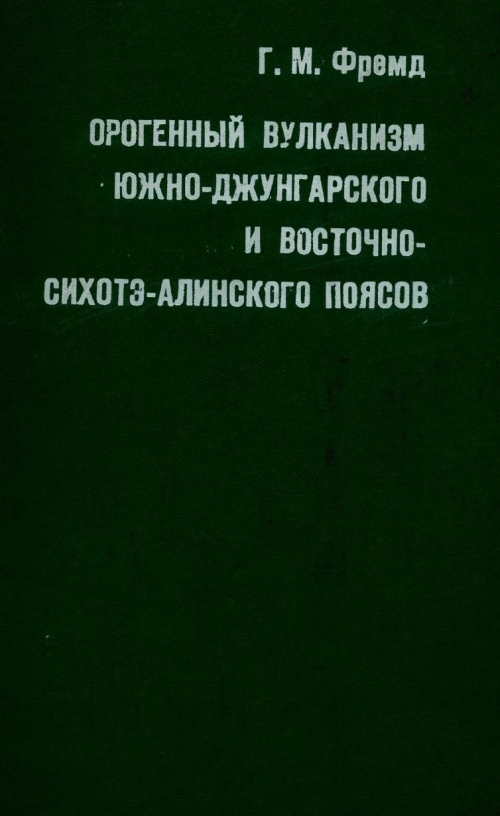 Г. М. Фремд
ОРОГЕННЫЙ ВУЛКАНИЗМ
ЮЖНО-ДЖУНГАРСКОГО
И ВОСТОЧНО-
СИХОТЭ-АЛИНСКОГО ПОЯСОВ